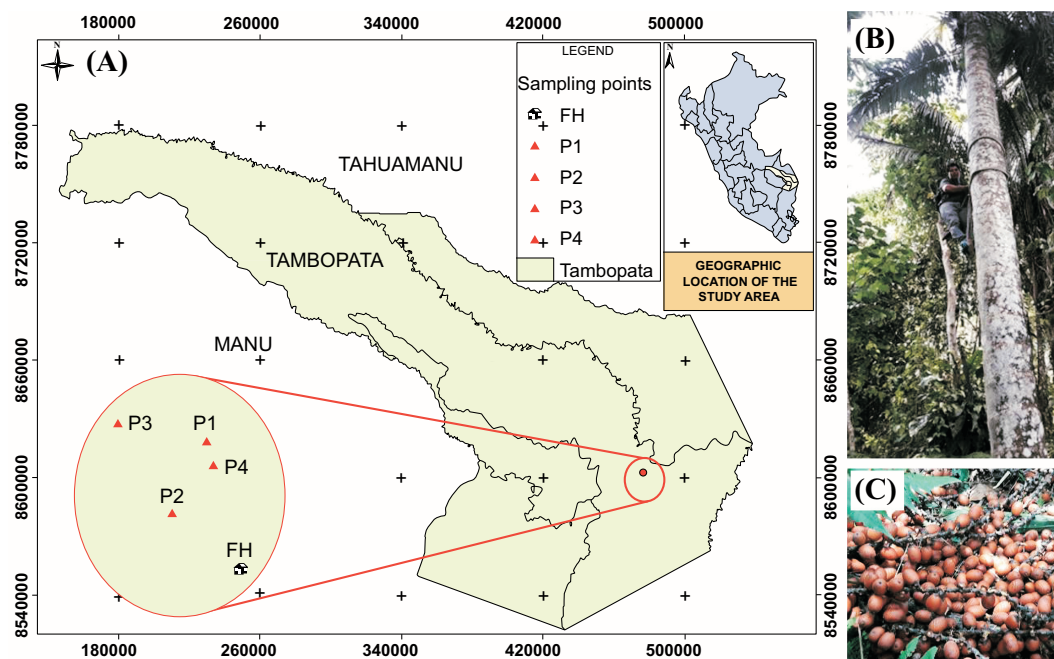 180000 260000 340000 420000 500000
N
(A)
LEGEND
Sampling points
FH
P1
P2
P3
P4
Tambopata
N
GEOGRAPHIC
LOCATION OF THE
STUDY AREA
(B)
(C)
8780000
8720000
8660000
8600000
8540000
8780000
8720000
8660000
8600000
8540000
TAHUAMANU
TAMBOPATA
MANU
P3
P1
P4
P2
FH
180000 260000 340000 420000 500000